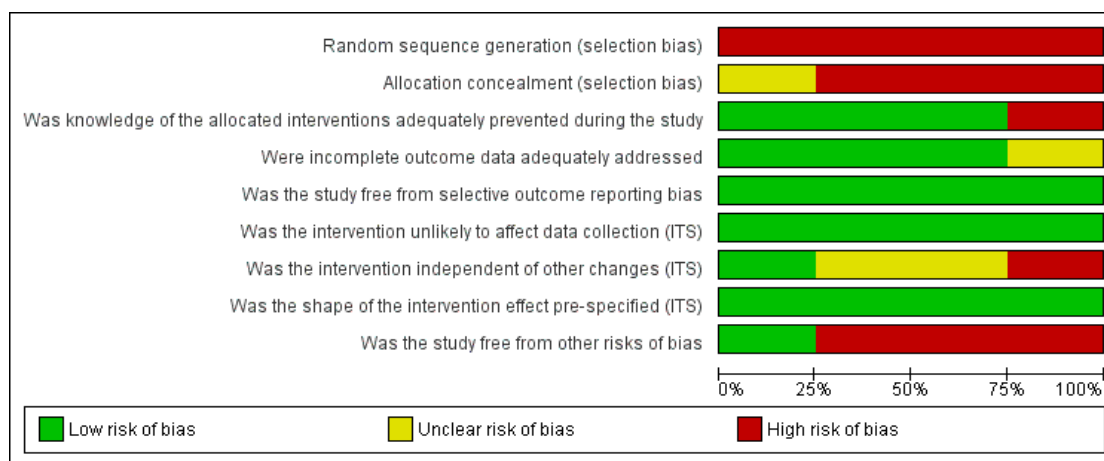 Random sequence generation (selection bias)
Allocation concealment (selection bias)
Was knowledge of the allocated interventions adequately prevented during the study
Were incomplete outcome data adequately addressed
Was the study free from selective outcome reporting bias
Was the intervention unlikely to affect data collection (ITS)
Was the intervention independent of other changes (ITS)
Was the shape of the intervention effect pre-specified (ITS)
Was the study free from other risks of bias
0% 25% 50% 75% 100%
Low risk of bias Unclear risk of bias High risk of bias